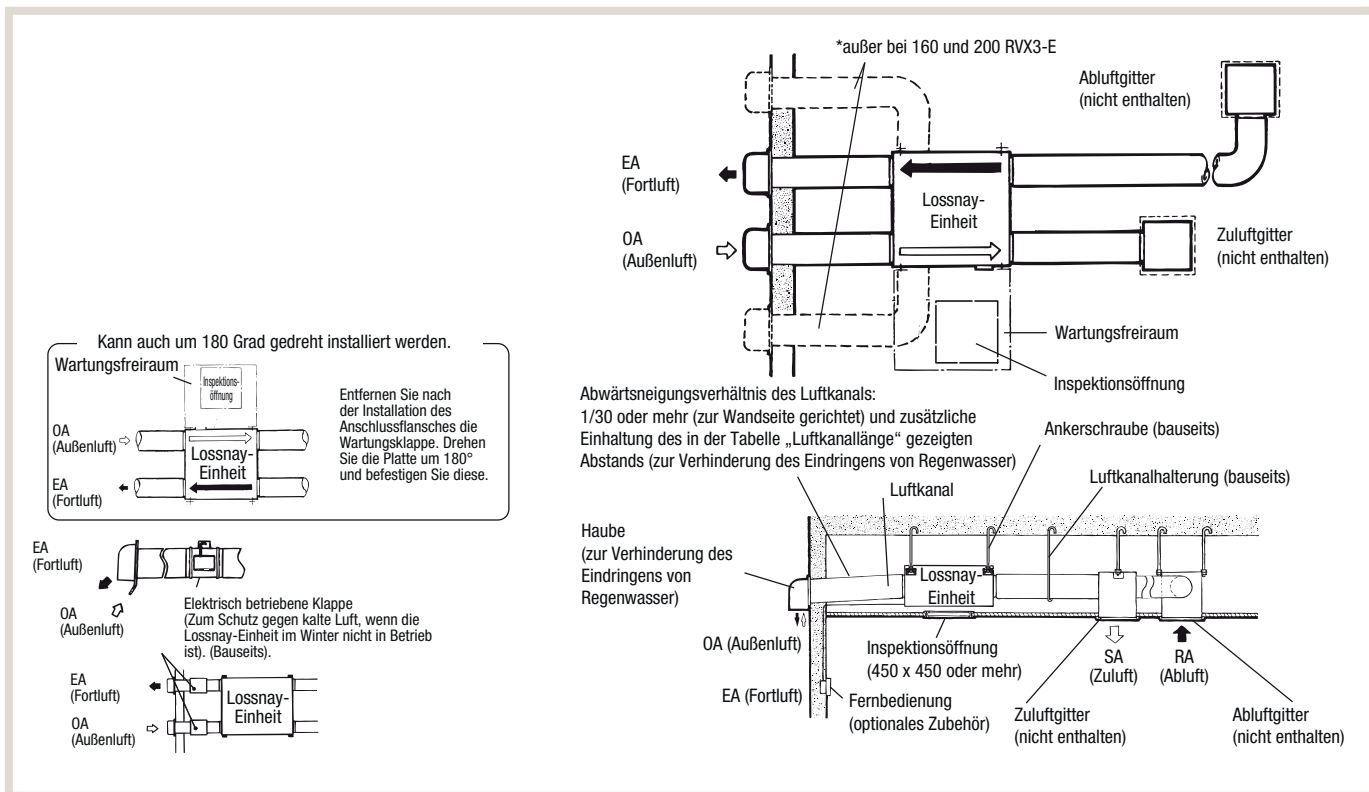 *außer bei 160 und 200 RVX3-E
Abluftgitter
(nicht enthalten)
EA
(Fortluft)
Lossnay-
Einheit
OA
(Außenluft)
Zuluftgitter
(nicht enthalten)
Wartungsfreiraum
Inspektionsöffnung
Kann auch um 180 Grad gedreht installiert werden.
Wartungsfreiraum
Inspektions-
öffnung
OA
(Außenluft)
Lossnay-
Einheit
EA
(Fortluft)
Entfernen Sie nach
der Installation des
Anschlussflansches die
Wartungsklappe. Drehen
Sie die Platte um 180°
und befestigen Sie diese.
EA
(Fortluft)
OA
(Außenluft)
Elektrisch betriebene Klappe
(Zum Schutz gegen kalte Luft, wenn die
Lossnay-Einheit im Winter nicht in Betrieb
ist). (Bauseits).
EA
(Fortluft)
Lossnay-
Einheit
OA
(Außenluft)
Abwärtsneigungsverhältnis des Luftkanals:
1/30 oder mehr (zur Wandseite gerichtet) und zusätzliche
Einhaltung des in der Tabelle „Luftkanallänge“ gezeigten
Abstands (zur Verhinderung des Eindringens von Regenwasser)
Ankerschraube (bauseits)
Luftkanalhalterung (bauseits)
Luftkanal
Haube
(zur Verhinderung des
Eindringens von
Regenwasser)
Lossnay-
Einheit
OA (Außenluft)
Inspektionsöffnung
(450 x 450 oder mehr)
SA
(Zuluft)
RA
(Abluft)
EA (Fortluft)
Fernbedienung
(optionales Zubehör)
Zuluftgitter
(nicht enthalten)
Abluftgitter
(nicht enthalten)